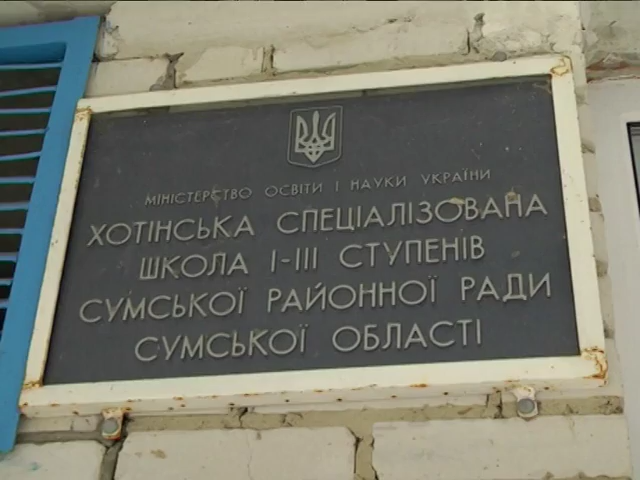 МІНІСТЕРСТВО ОСВІТИ І НАУКИ УКРАЇНИ
ХОТІНСЬКА СПЕЦІАЛІЗОВАНА
ШКОЛА І-ІІІ СТУПЕНІВ
СУМСЬКОЇ РАЙОННОЇ РАДИ
СУМСЬКОЇ ОБЛАСТІ